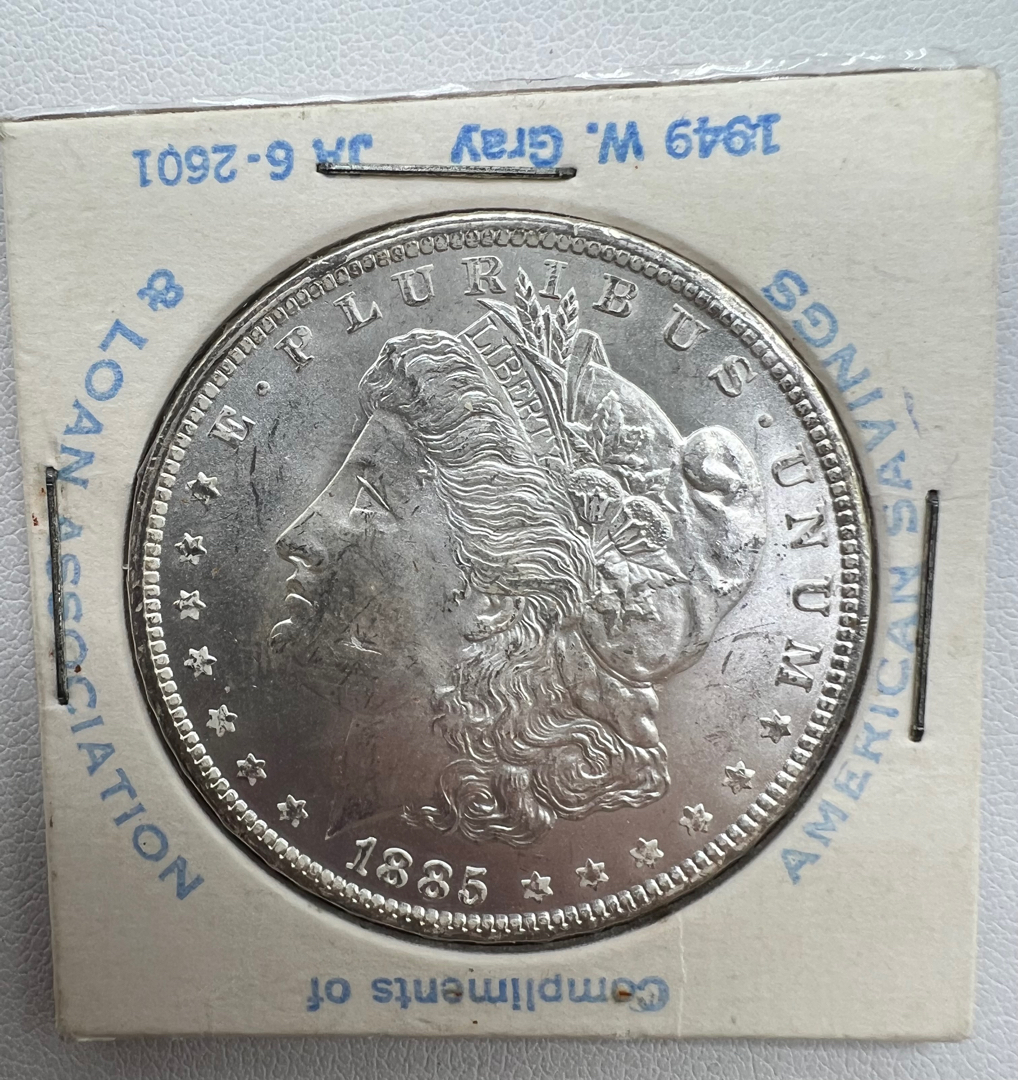 Compliments of
AMERICAN SAVINGS
& LOAN ASSOCIATION
1949 W. Gray JA 6-2601
E · PLURIBUS · UNUM
LIBERTY
1885